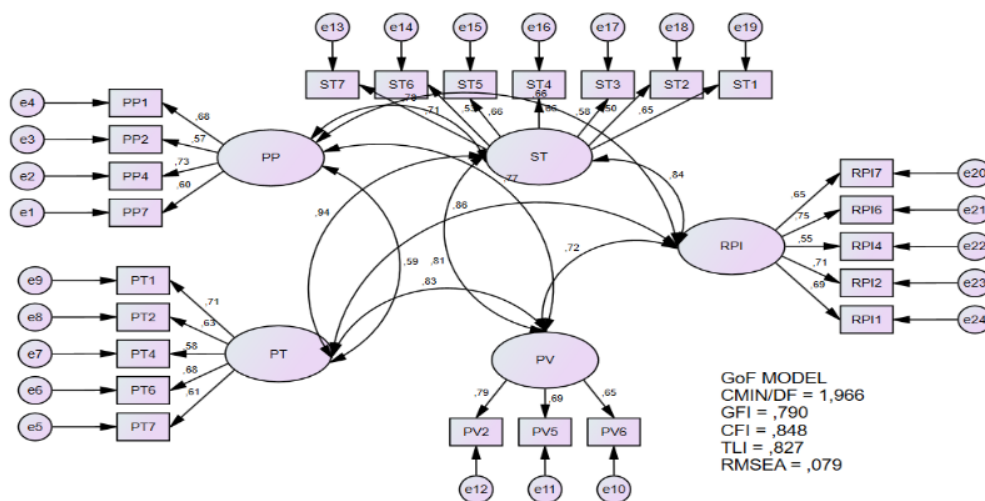 e13 e14 e15 e16 e17 e18 e19
ST7 ST6 ST5 ST4 ST3 ST2 ST1
,71 ,53 ,66 ,66 ,58 ,50 ,65
e4 PP1 ,68
e3 PP2 ,57
e2 PP4 ,73
e1 PP7 ,60
PP
ST
,79
,66
,77
,84
,94
,86
,59
,81
,83
,72
RPI
,65 RPI7 e20
,75 RPI6 e21
,55 RPI4 e22
,71 RPI2 e23
,69 RPI1 e24
e9 PT1 ,71
e8 PT2 ,63
e7 PT4 ,58
e6 PT6 ,68
e5 PT7 ,61
PT
PV
,79 ,69 ,65
PV2 PV5 PV6
e12 e11 e10
GoF MODEL
CMIN/DF = 1,966
GFI = ,790
CFI = ,848
TLI = ,827
RMSEA = ,079